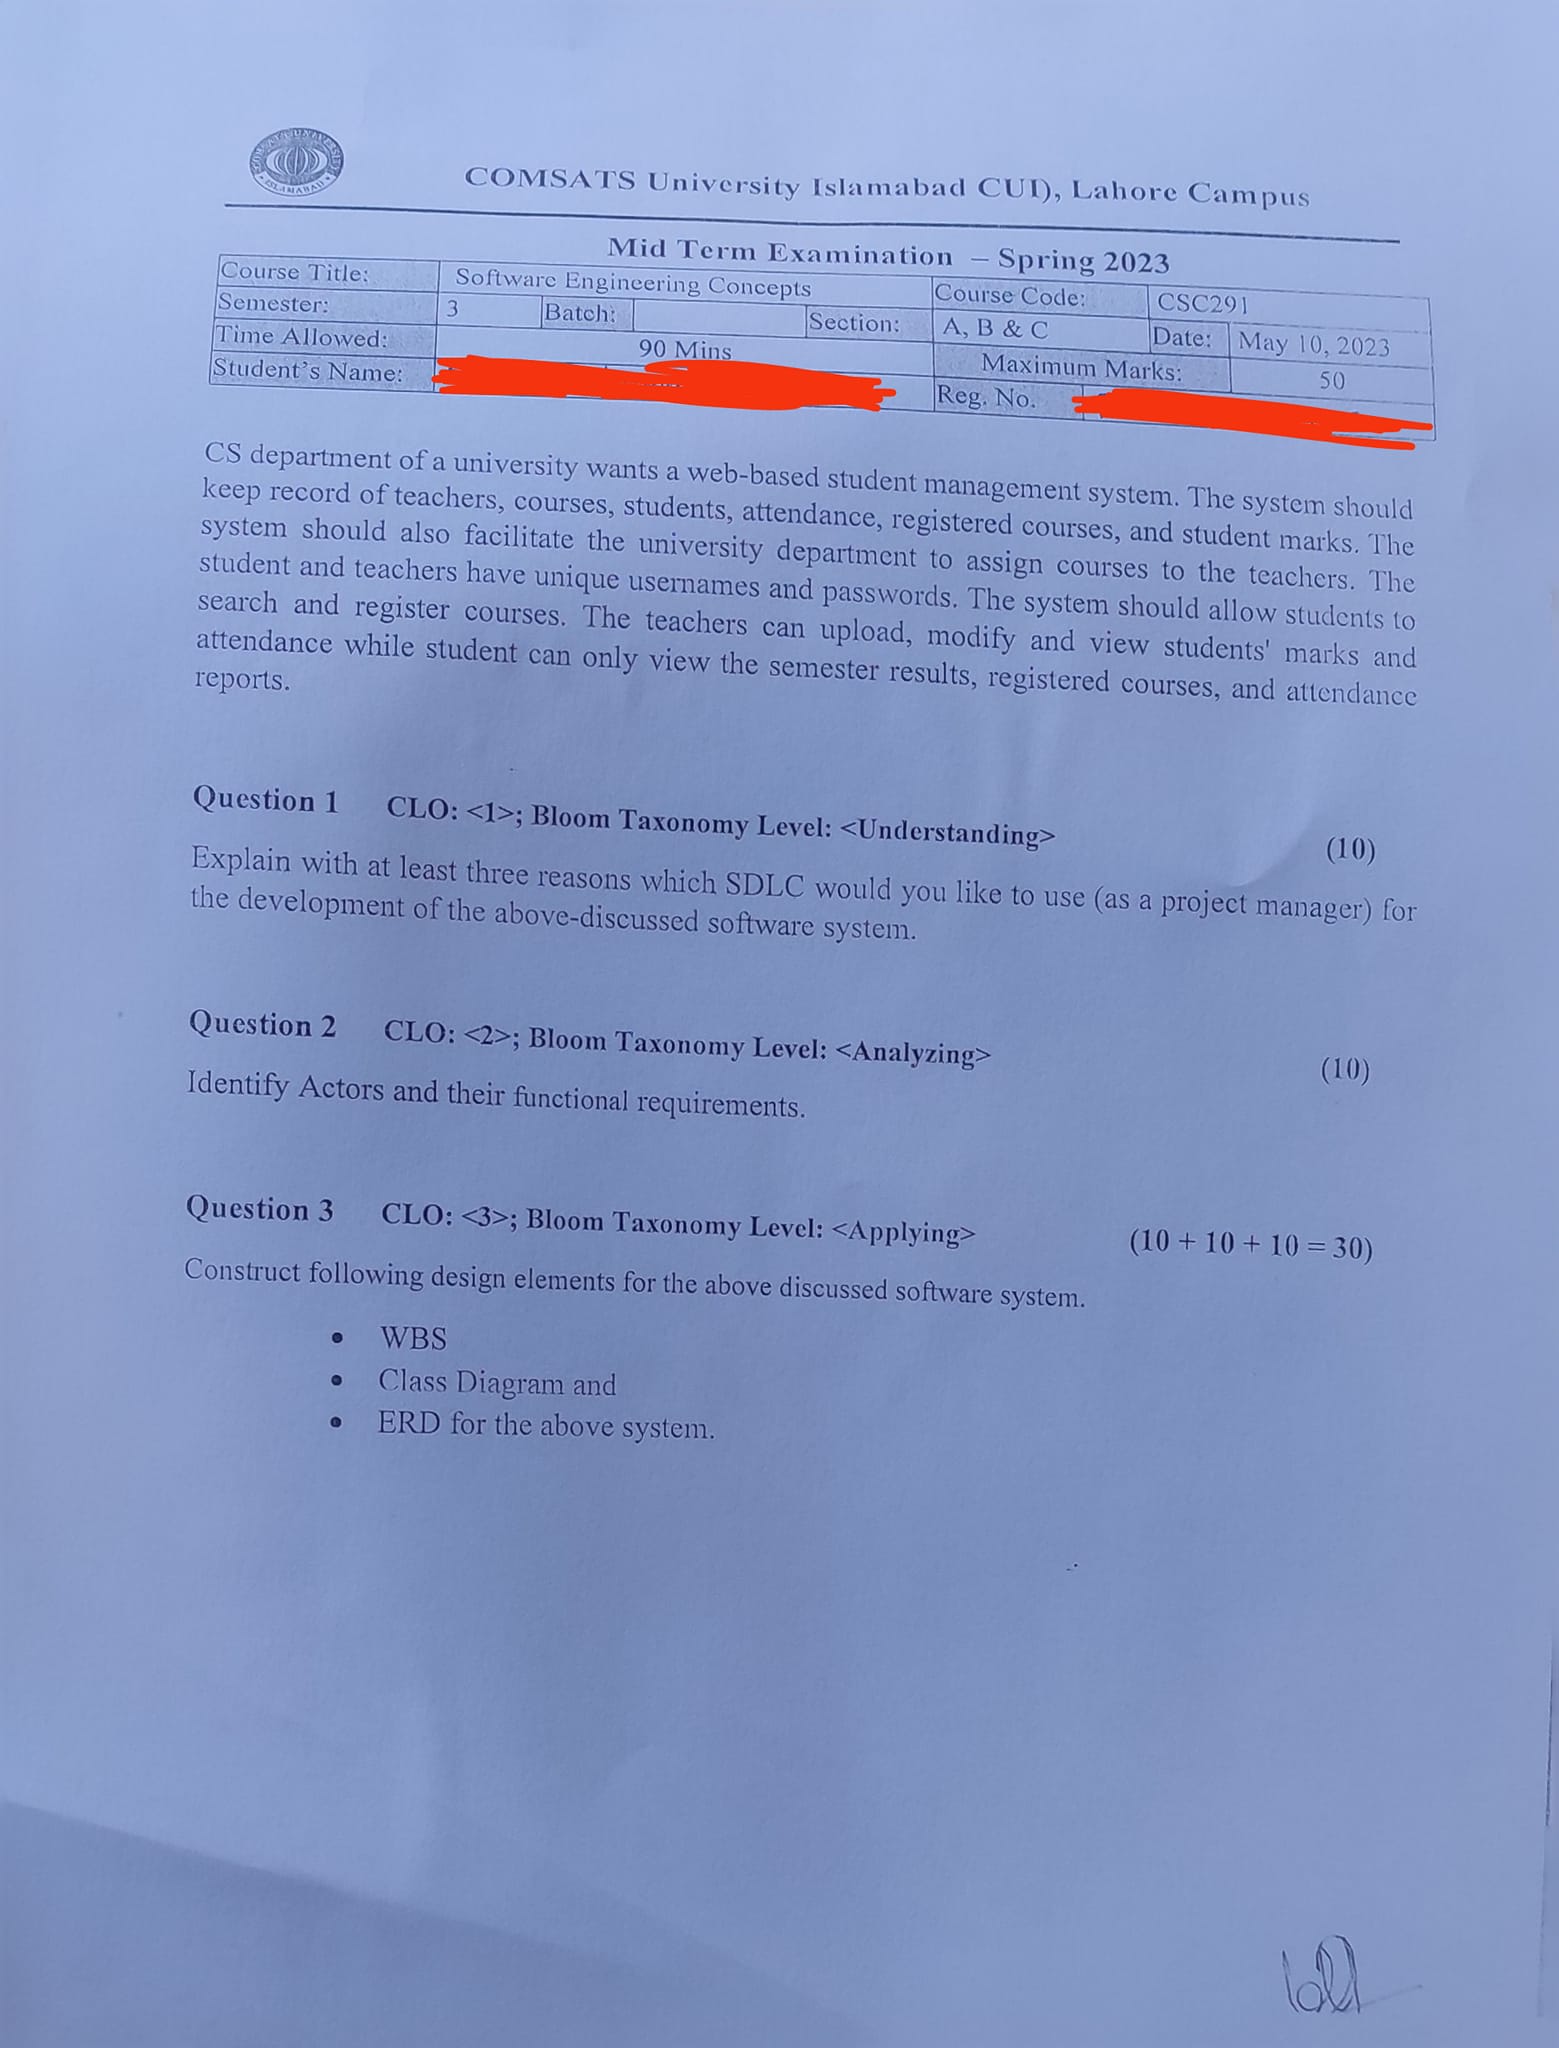 COMSATS University Islamabad CUI), Lahore Campus
Mid Term Examination – Spring 2023
Course Title: Software Engineering Concepts Course Code: CSC291
Semester: 3 Batch: Section: A, B & C Date: May 10, 2023
Time Allowed: 90 Mins Maximum Marks: 50
Student's Name: Reg. No.
CS department of a university wants a web-based student management system. The system should
keep record of teachers, courses, students, attendance, registered courses, and student marks. The
system should also facilitate the university department to assign courses to the teachers. The
student and teachers have unique usernames and passwords. The system should allow students to
search and register courses. The teachers can upload, modify and view students' marks and
attendance while student can only view the semester results, registered courses, and attendance
reports.
Question 1 CLO: <1>; Bloom Taxonomy Level: <Understanding> (10)
Explain with at least three reasons which SDLC would you like to use (as a project manager) for
the development of the above-discussed software system.
Question 2 CLO: <2>; Bloom Taxonomy Level: <Analyzing> (10)
Identify Actors and their functional requirements.
Question 3 CLO: <3>; Bloom Taxonomy Level: <Applying> (10 + 10 + 10 = 30)
Construct following design elements for the above discussed software system.
• WBS
• Class Diagram and
• ERD for the above system.